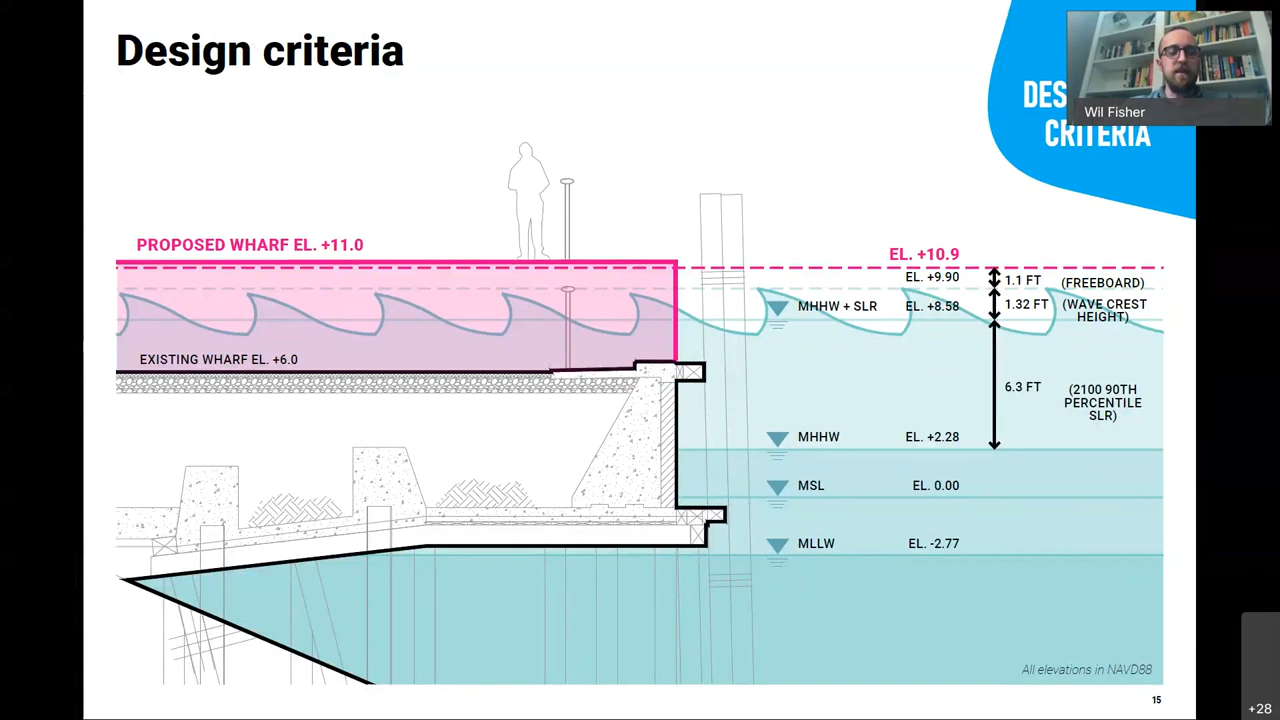 Design criteria
DES
CRITERIA
Wil Fisher
PROPOSED WHARF EL. +11.0
EL. +10.9
EL. +9.90
1.1 FT
(FREEBOARD)
MHHW + SLR
EL. +8.58
1.32 FT
(WAVE CREST
HEIGHT)
EXISTING WHARF EL. +6.0
6.3 FT
(2100 90TH
PERCENTILE
SLR)
MHHW
EL. +2.28
MSL
EL. 0.00
MLLW
EL. -2.77
All elevations in NAVD88
15
+28